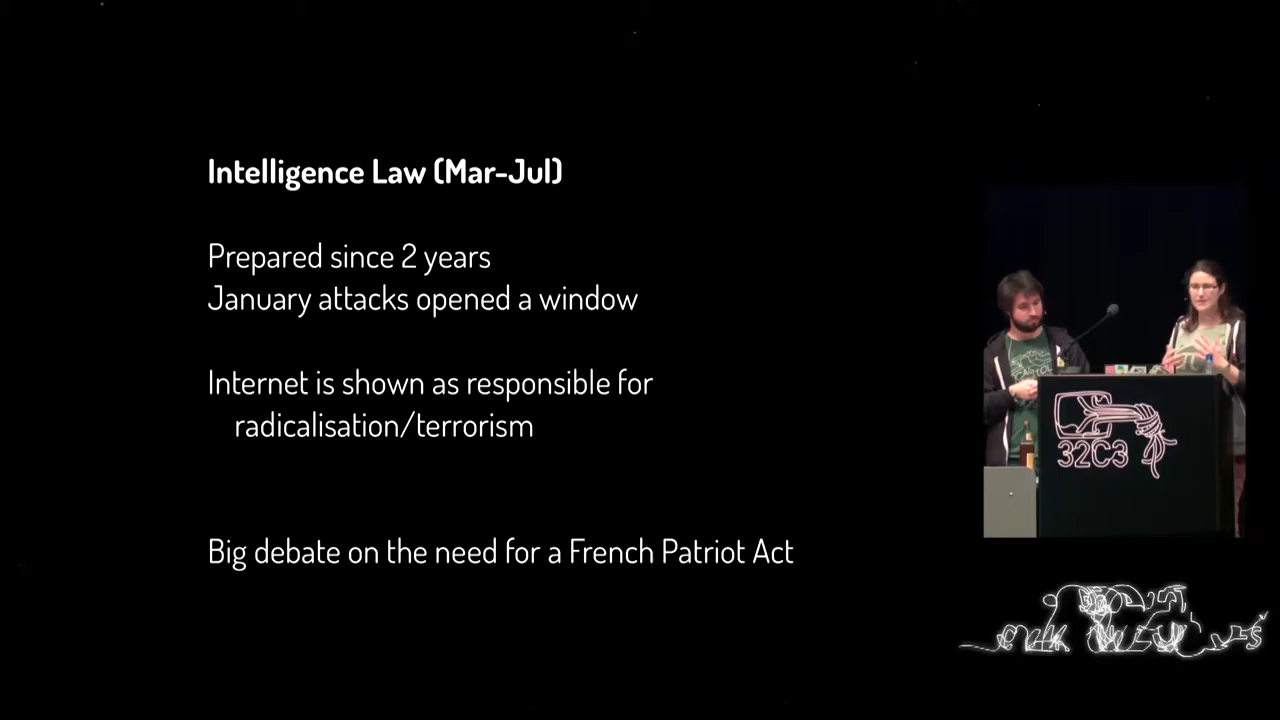 Intelligence Law (Mar-Jul)
Prepared since 2 years
January attacks opened a window
Internet is shown as responsible for
radicalisation/terrorism
Big debate on the need for a French Patriot Act
32C3